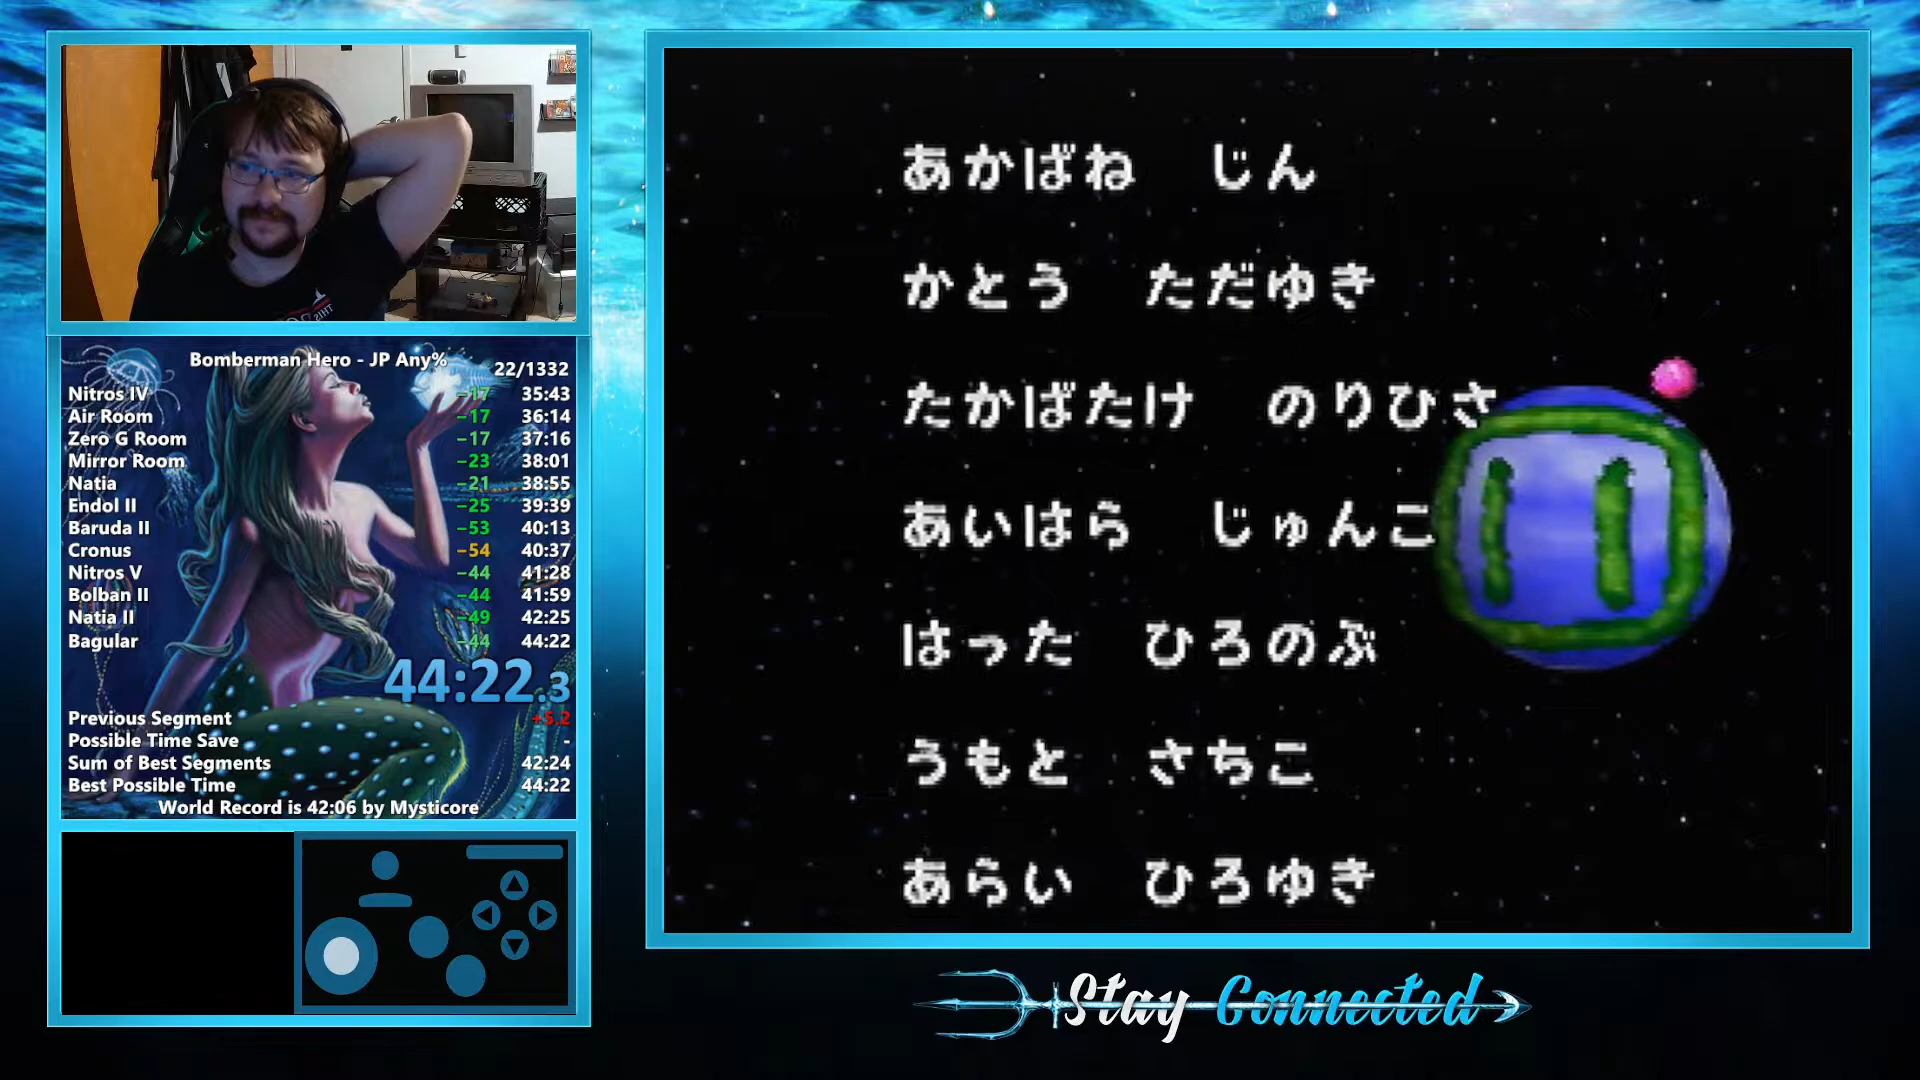 Bomberman Hero - JP Any%
22/1332
Nitros IV -17 35:43
Air Room -17 36:14
Zero G Room -17 37:16
Mirror Room -23 38:01
Natia -21 38:55
Endol II -25 39:39
Baruda II -53 40:13
Cronus -54 40:37
Nitros V -44 41:28
Bolban II -44 41:59
Natia II -49 42:25
Bagular -44 44:22
44:22.3
Previous Segment +5.2
Possible Time Save -
Sum of Best Segments 42:24
Best Possible Time 44:22
World Record is 42:06 by Mysticore
あかばね じん
かとう ただゆき
たかばたけ のりひさ
あいはら じゅんこ
はった ひろのぶ
うもと さちこ
あらい ひろゆき
Stay Connected